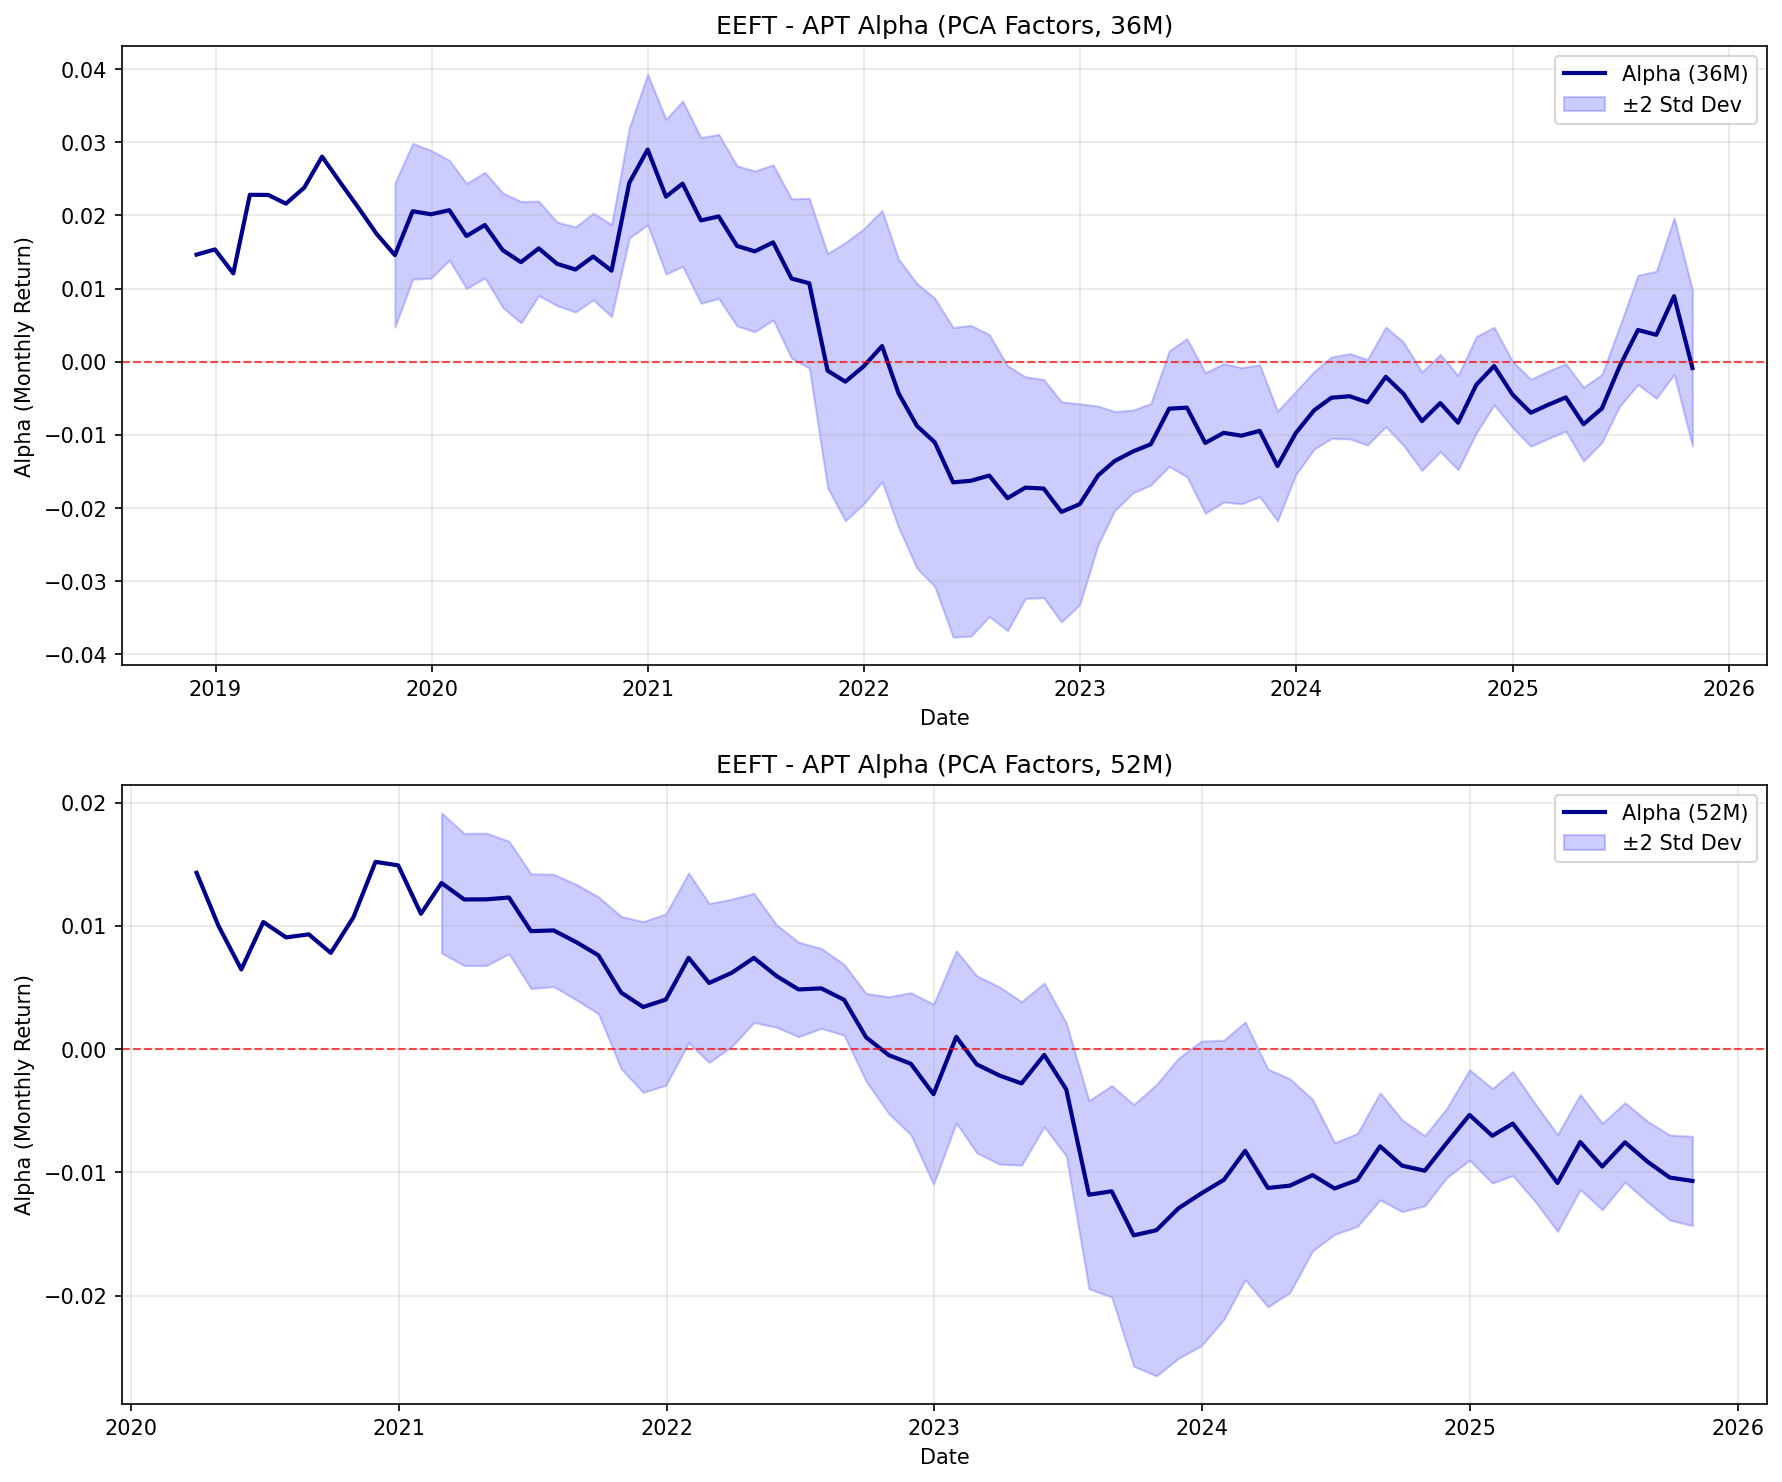 EEFT - APT Alpha (PCA Factors, 36M)
Alpha (Monthly Return)
0.04
0.03
0.02
0.01
0.00
−0.01
−0.02
−0.03
−0.04
Alpha (36M)
±2 Std Dev
2019 2020 2021 2022 2023 2024 2025 2026
Date
EEFT - APT Alpha (PCA Factors, 52M)
Alpha (Monthly Return)
0.02
0.01
0.00
−0.01
−0.02
Alpha (52M)
±2 Std Dev
2020 2021 2022 2023 2024 2025 2026
Date